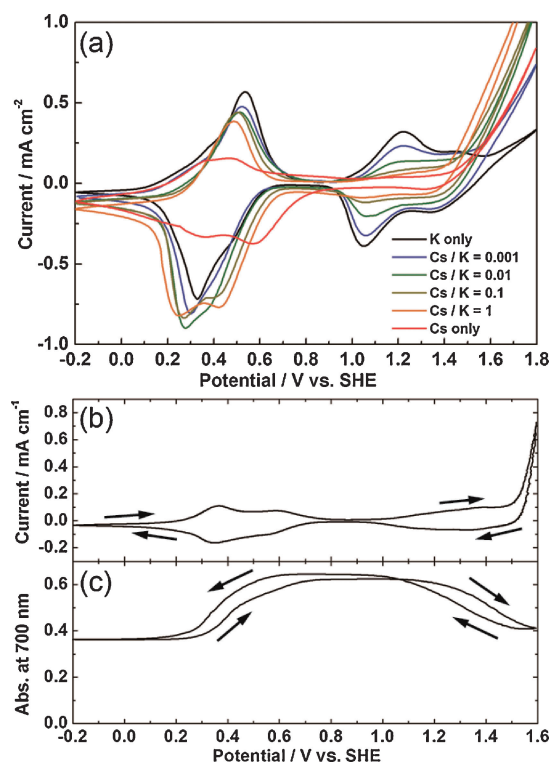 (a)
1.0
0.5
0.0
-0.5
-1.0
Current / mA cm-2
K only
Cs / K = 0.001
Cs / K = 0.01
Cs / K = 0.1
Cs / K = 1
Cs only
-0.2 0.0 0.2 0.4 0.6 0.8 1.0 1.2 1.4 1.6 1.8
Potential / V vs. SHE
(b)
0.8
0.6
0.4
0.2
0.0
-0.2
Current / mA cm-1
(c)
0.6
0.4
0.2
0.0
Abs. at 700 nm
-0.2 0.0 0.2 0.4 0.6 0.8 1.0 1.2 1.4 1.6
Potential / V vs. SHE